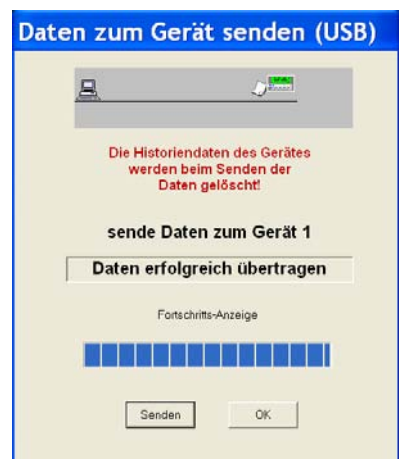 Daten zum Gerät senden (USB)
Die Historiendaten des Gerätes
werden beim Senden der
Daten gelöscht!
sende Daten zum Gerät 1
Daten erfolgreich übertragen
Fortschritts-Anzeige
Senden
OK